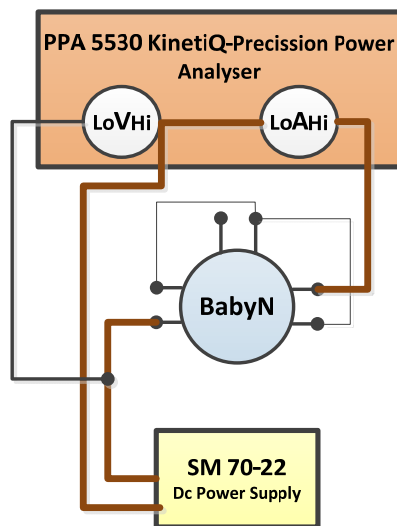 PPA 5530 KinetiQ-Precission Power
Analyser
LoVHi
LoAHi
BabyN
SM 70-22
Dc Power Supply